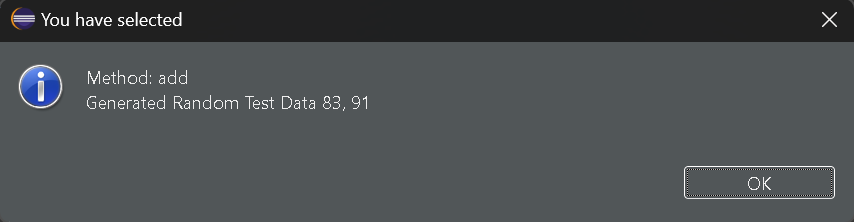 You have selected
Method: add
Generated Random Test Data 83, 91
OK